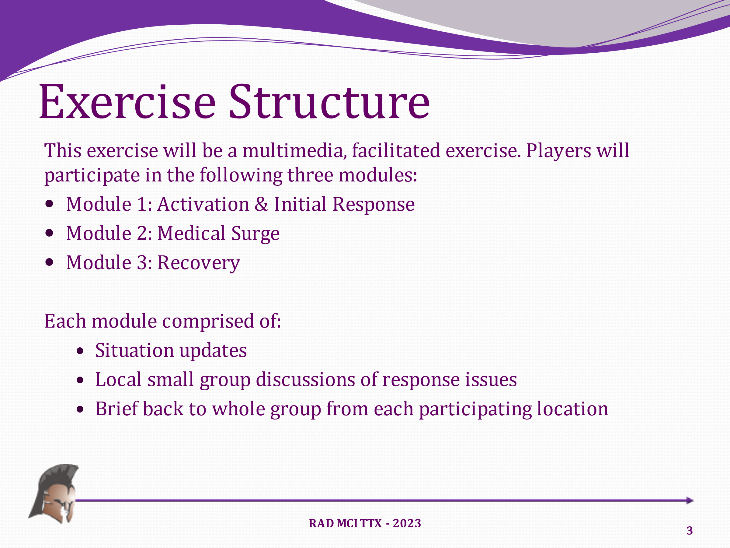 Exercise Structure
This exercise will be a multimedia, facilitated exercise. Players will
participate in the following three modules:
• Module 1: Activation & Initial Response
• Module 2: Medical Surge
• Module 3: Recovery
Each module comprised of:
• Situation updates
• Local small group discussions of response issues
• Brief back to whole group from each participating location
RAD MCI TTX - 2023
3